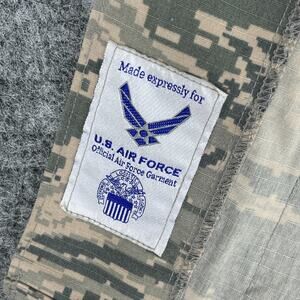 Made expressly for
U.S. AIR FORCE
Official Air Force Garment